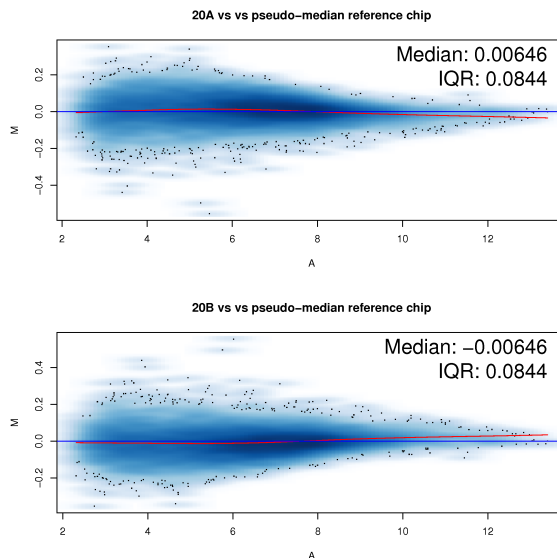 20A vs vs pseudo−median reference chip
Median: 0.00646
IQR: 0.0844
0.2
0.0
−0.2
−0.4
M
2 4 6 8 10 12
A
20B vs vs pseudo−median reference chip
Median: −0.00646
IQR: 0.0844
0.4
0.2
0.0
−0.2
M
2 4 6 8 10 12
A